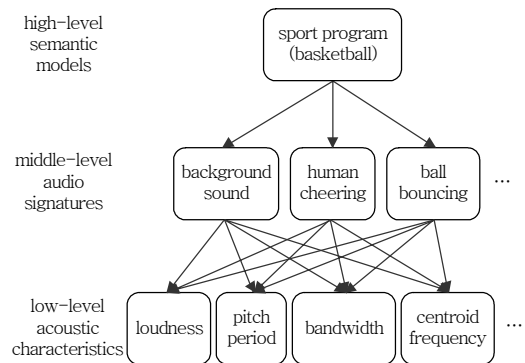 high-level
semantic
models
sport program
(basketball)
middle-level
audio
signatures
background
sound
human
cheering
ball
bouncing
...
low-level
acoustic
characteristics
loudness
pitch
period
bandwidth
centroid
frequency
...